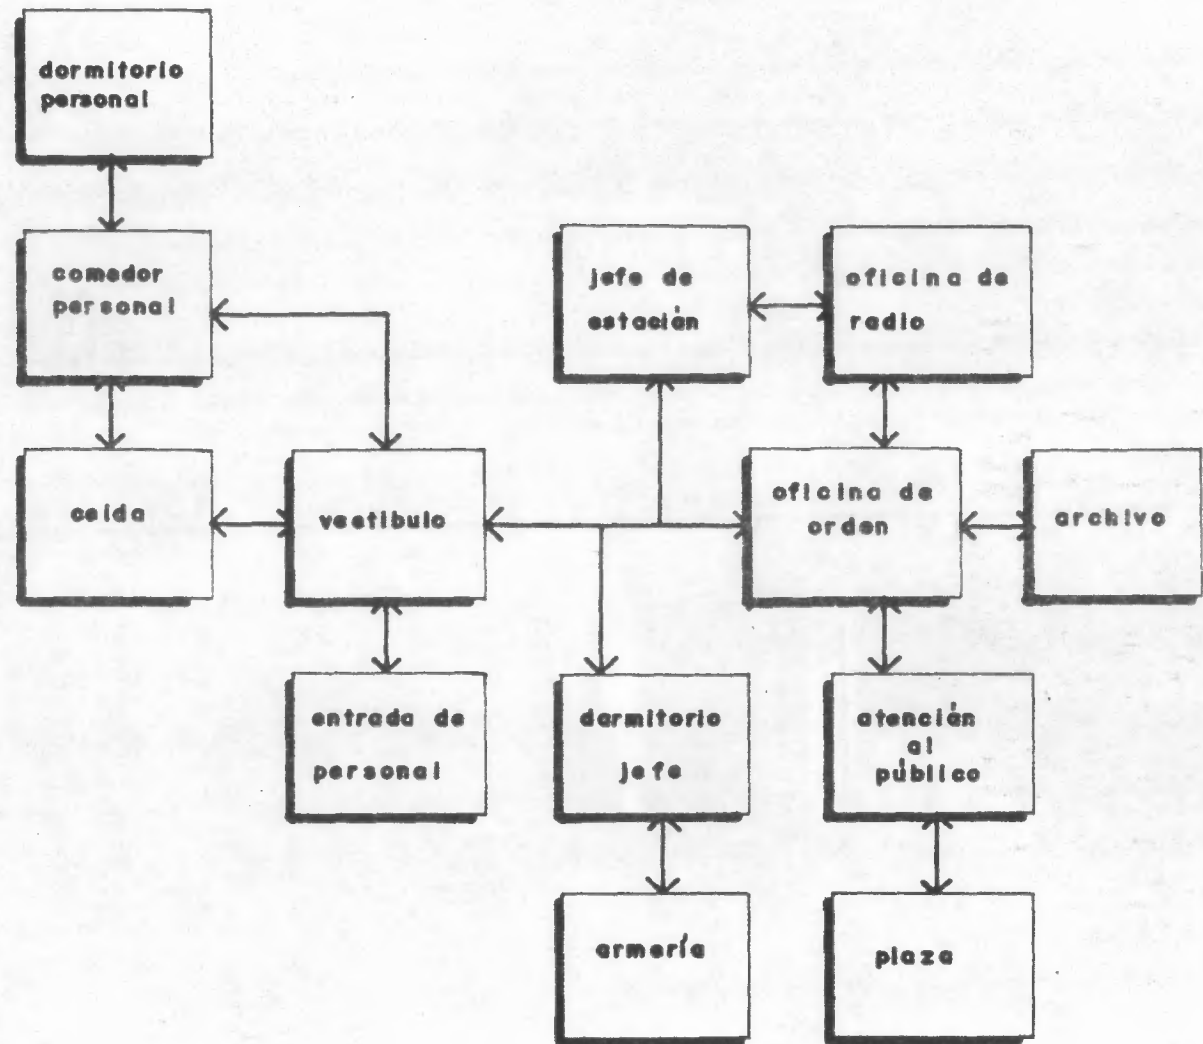 dormitorio
personal
comedor
personal
jefe de
estación
oficina de
radio
celda
vestibulo
oficina de
orden
archivo
entrada de
personal
dormitorio
jefe
atención
al
público
armería
plaza